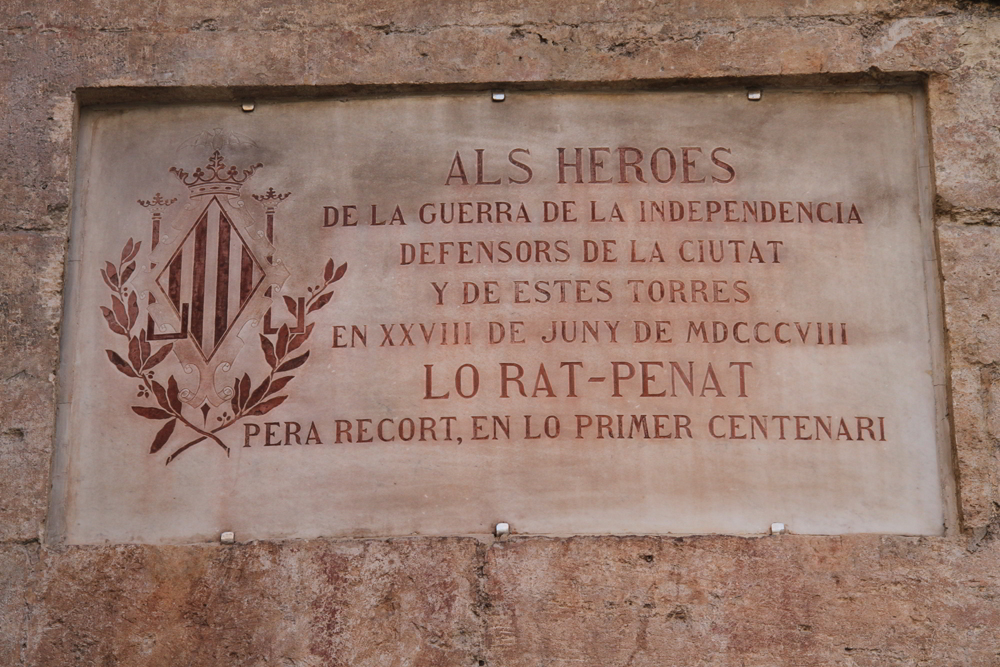 ALS HEROES
DE LA GUERRA DE LA INDEPENDENCIA
DEFENSORS DE LA CIUTAT
Y DE ESTES TORRES
EN XXVIII DE JUNY DE MDCCCVIII
LO RAT-PENAT
PERA RECORT, EN LO PRIMER CENTENARI